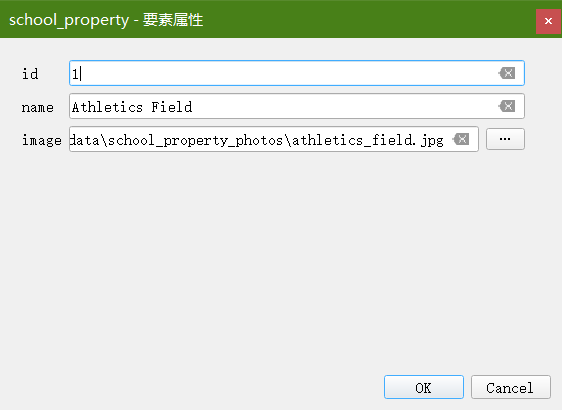 school_property - 要素属性
id 1
name Athletics Field
image data\school_property_photos\athletics_field.jpg ...
OK Cancel